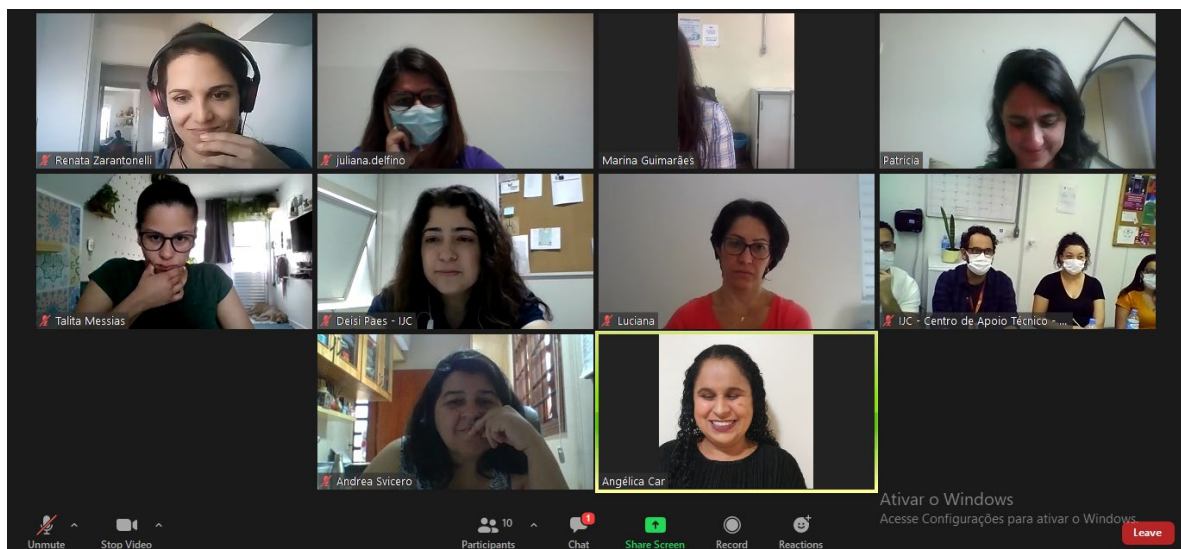 Renata Zarantonelli
juliana.delfino
Marina Guimarães
Patricia
Talita Messias
Deisi Paes - IJC
Luciana
IJC - Centro de Apoio Técnico - ...
Andrea Svicero
Angélica Car
Ativar o Windows
Acesse Configurações para ativar o Windows.
Unmute
Stop Video
10
Participants
1
Chat
Share Screen
Record
Reactions
Leave